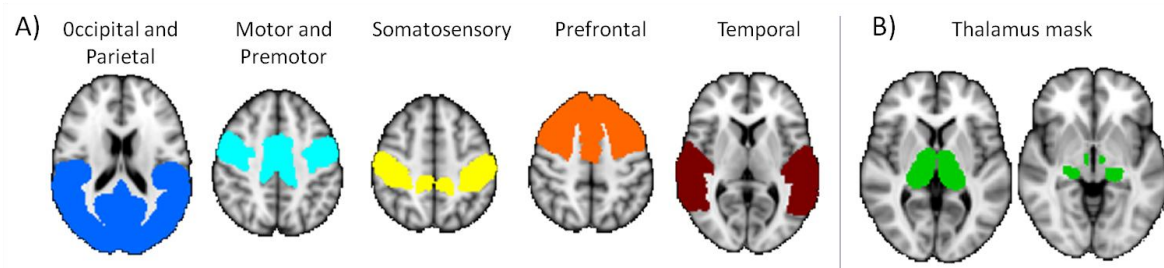 A)
Occipital and
Parietal
Motor and
Premotor
Somatosensory
Prefrontal
Temporal
B)
Thalamus mask